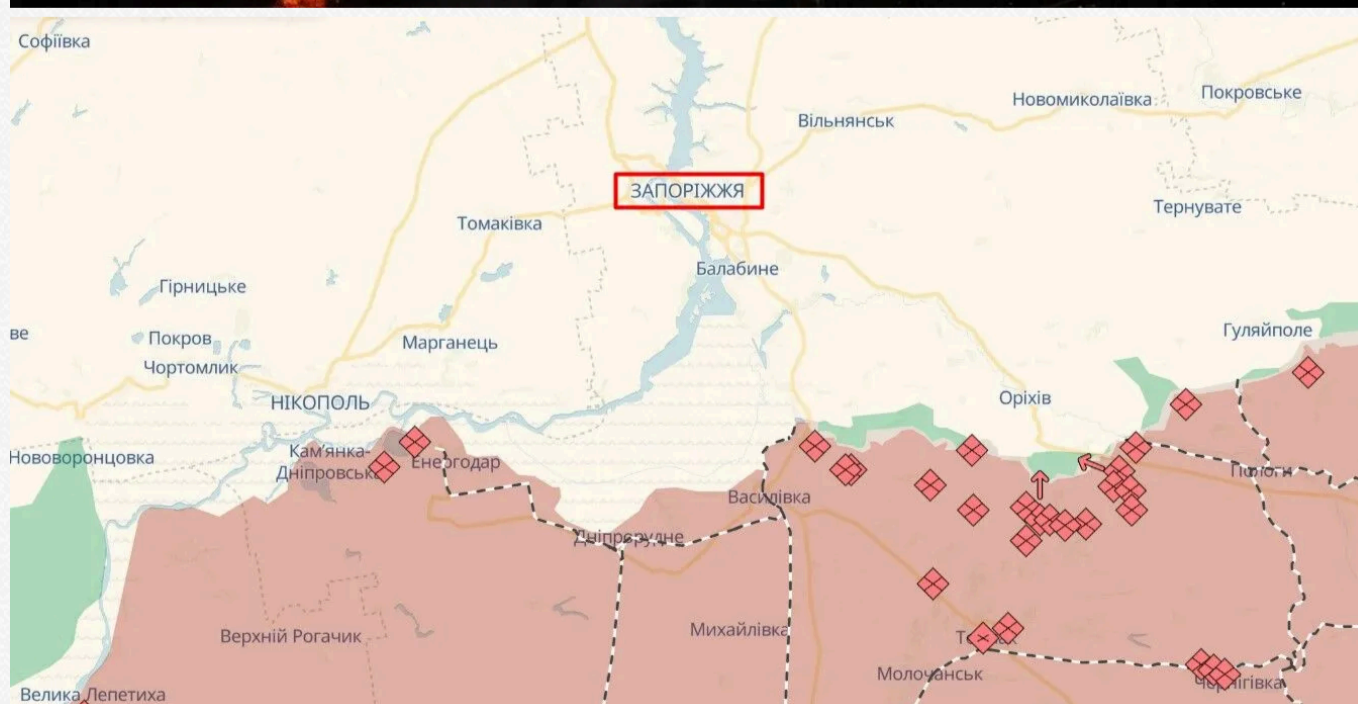 Софіївка
Новомиколаївка
Покровське
Вільнянськ
ЗАПОРІЖЖЯ
Тернувате
Томаківка
Балабине
Гірницьке
ве
Покров
Марганець
Гуляйполе
Чортомлик
Оріхів
НІКОПОЛЬ
Нововоронцовка
Кам'янка-
Дніпровська
Енергодар
Пологи
Василівка
Дніпрорудне
Верхній Рогачик
Михайлівка
Молочанськ
Чернігівка
Велика Лепетиха